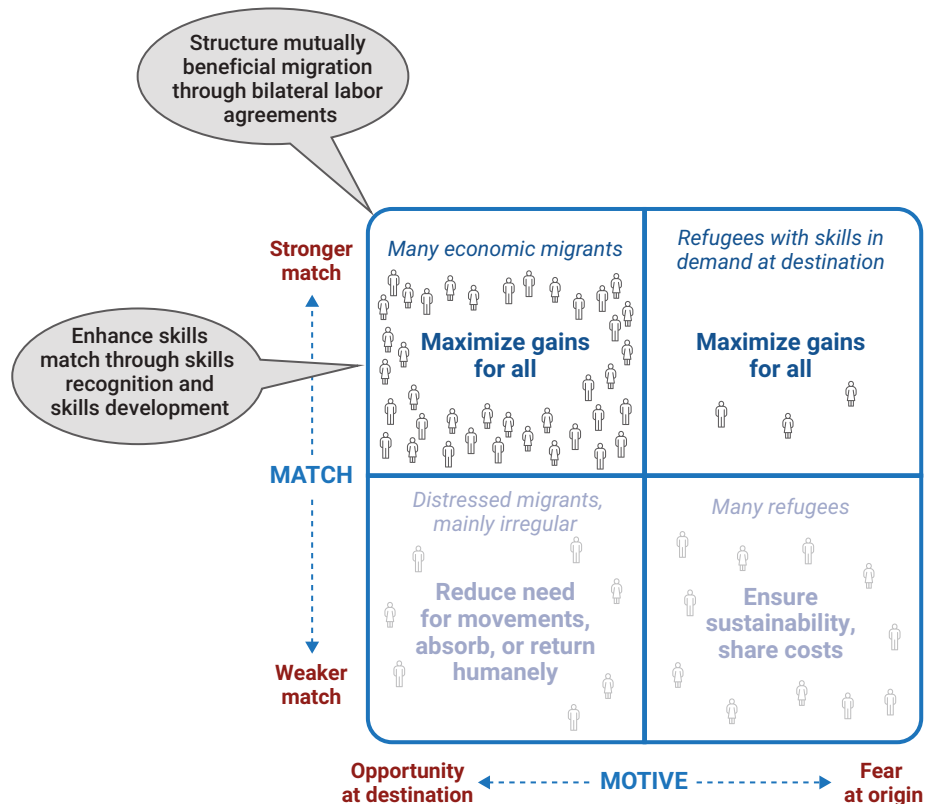 Structure mutually
beneficial migration
through bilateral labor
agreements
Stronger
match
Many economic migrants
Refugees with skills in
demand at destination
Enhance skills
match through skills
recognition and
skills development
Maximize gains
for all
Maximize gains
for all
MATCH
Distressed migrants,
mainly irregular
Many refugees
Reduce need
for movements,
absorb, or return
humanely
Ensure
sustainability,
share costs
Weaker
match
Opportunity
at destination
MOTIVE
Fear
at origin